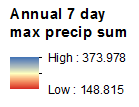 Annual 7 day
max precip sum
High : 373.978
Low : 148.815